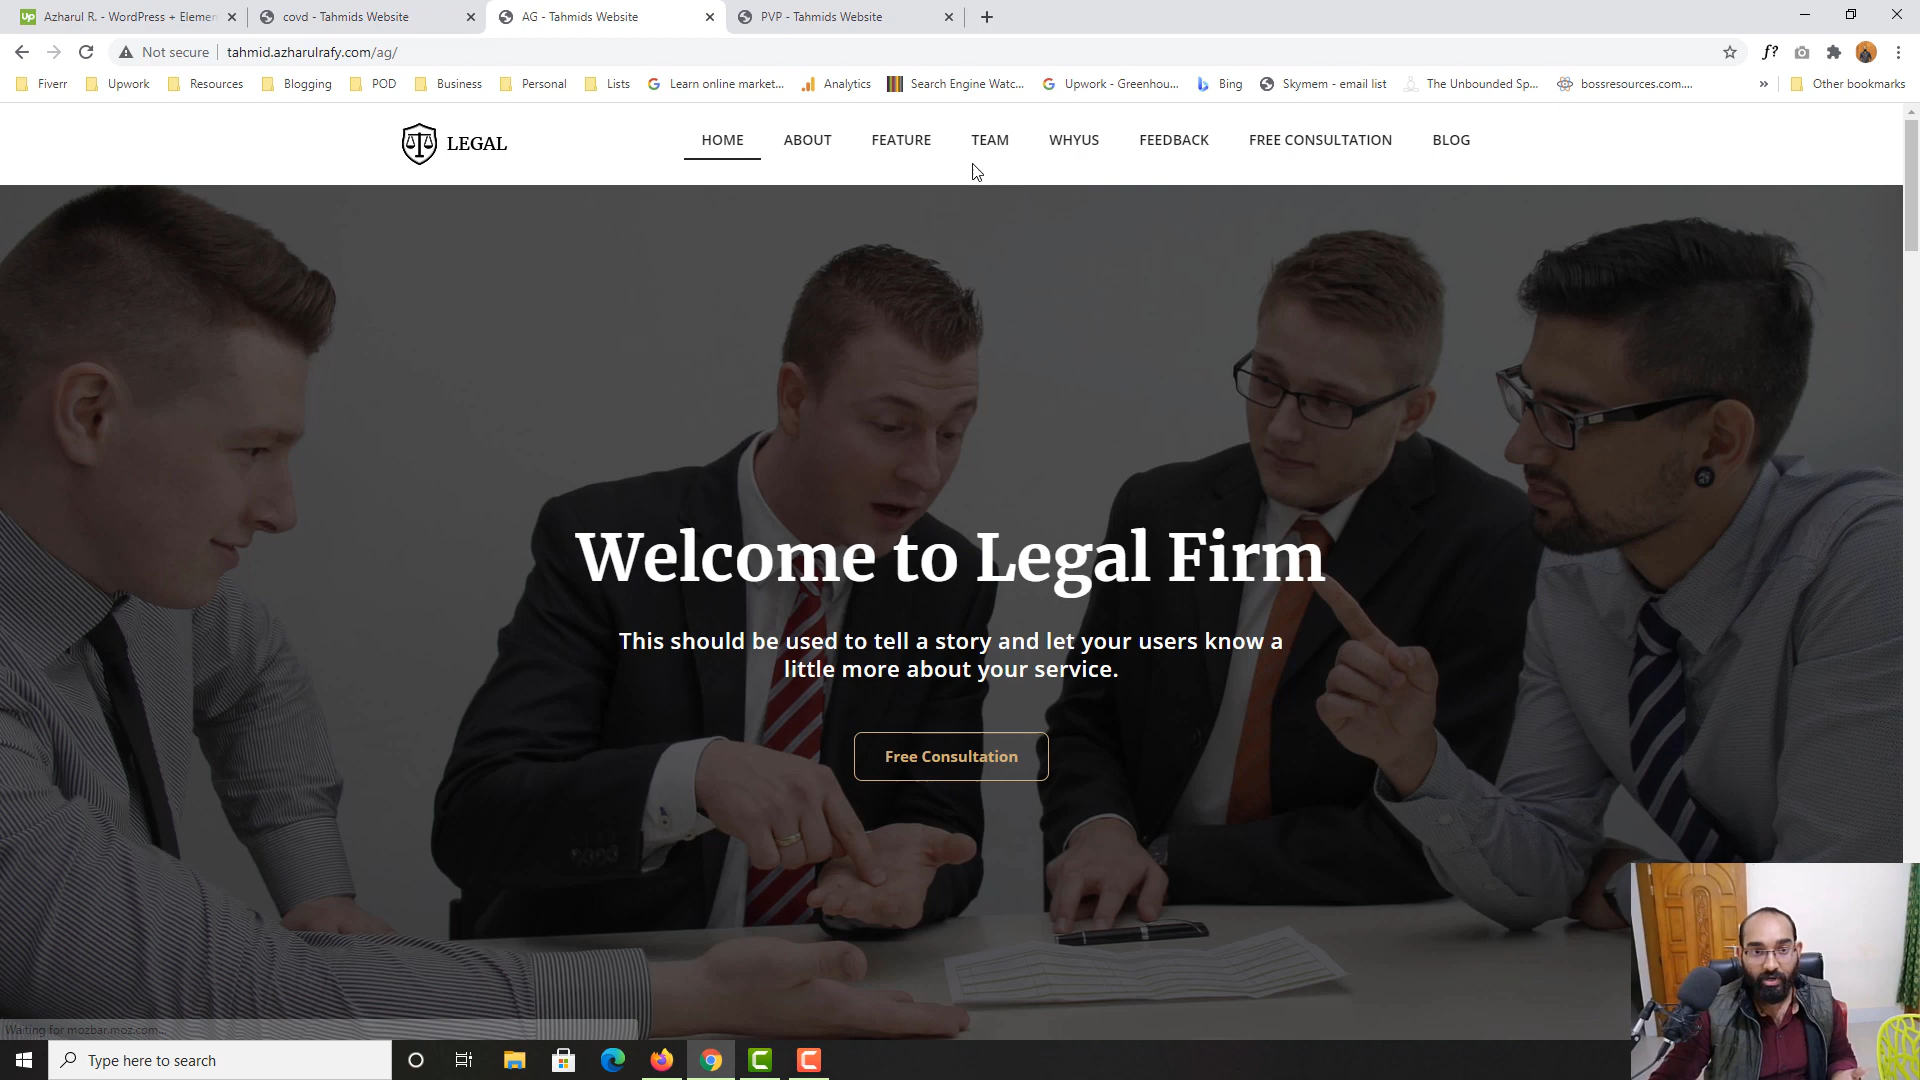 Azharul R. - WordPress + Elemen
covd - Tahmids Website
AG - Tahmids Website
PVP - Tahmids Website
Not secure
tahmid.azharulrafy.com/ag/
f?
Fiverr
Upwork
Resources
Blogging
POD
Business
Personal
Lists
Learn online market...
Analytics
Search Engine Watc...
Upwork - Greenhou...
Bing
Skymem - email list
The Unbounded Sp...
bossresources.com....
»
Other bookmarks
LEGAL
HOME
ABOUT
FEATURE
TEAM
WHYUS
FEEDBACK
FREE CONSULTATION
BLOG
Welcome to Legal Firm
This should be used to tell a story and let your users know a
little more about your service.
Free Consultation
Waiting for mozbar.moz.com...
Type here to search